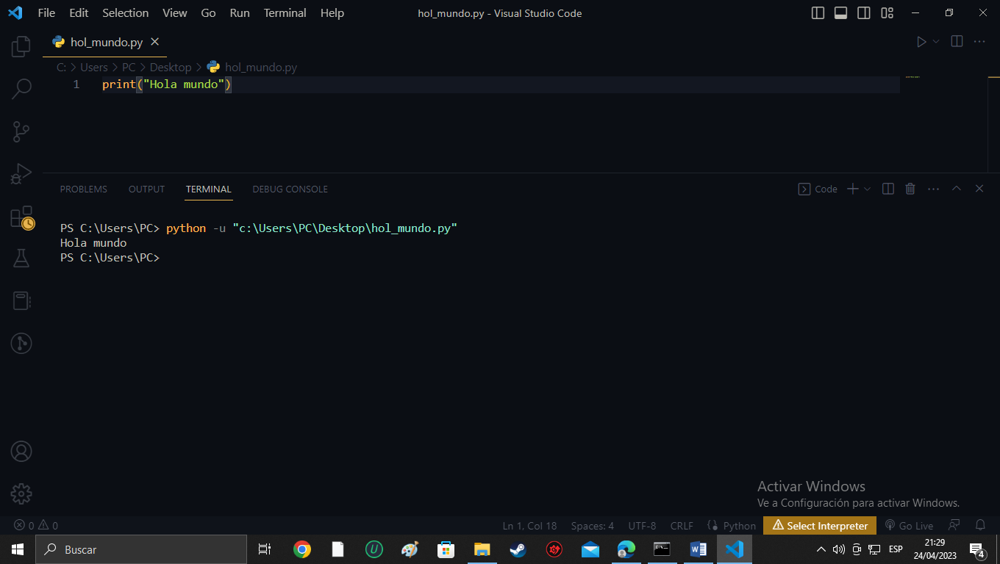 File Edit Selection View Go Run Terminal Help hol_mundo.py - Visual Studio Code
hol_mundo.py
C: > Users > PC > Desktop > hol_mundo.py
1 print("Hola mundo")
PROBLEMS OUTPUT TERMINAL DEBUG CONSOLE Code
PS C:\Users\PC> python -u "c:\Users\PC\Desktop\hol_mundo.py"
Hola mundo
PS C:\Users\PC>
Activar Windows
Ve a Configuración para activar Windows.
0 0 Ln 1, Col 18 Spaces: 4 UTF-8 CRLF Python Select Interpreter Go Live
Buscar ESP
21:29
24/04/2023
4